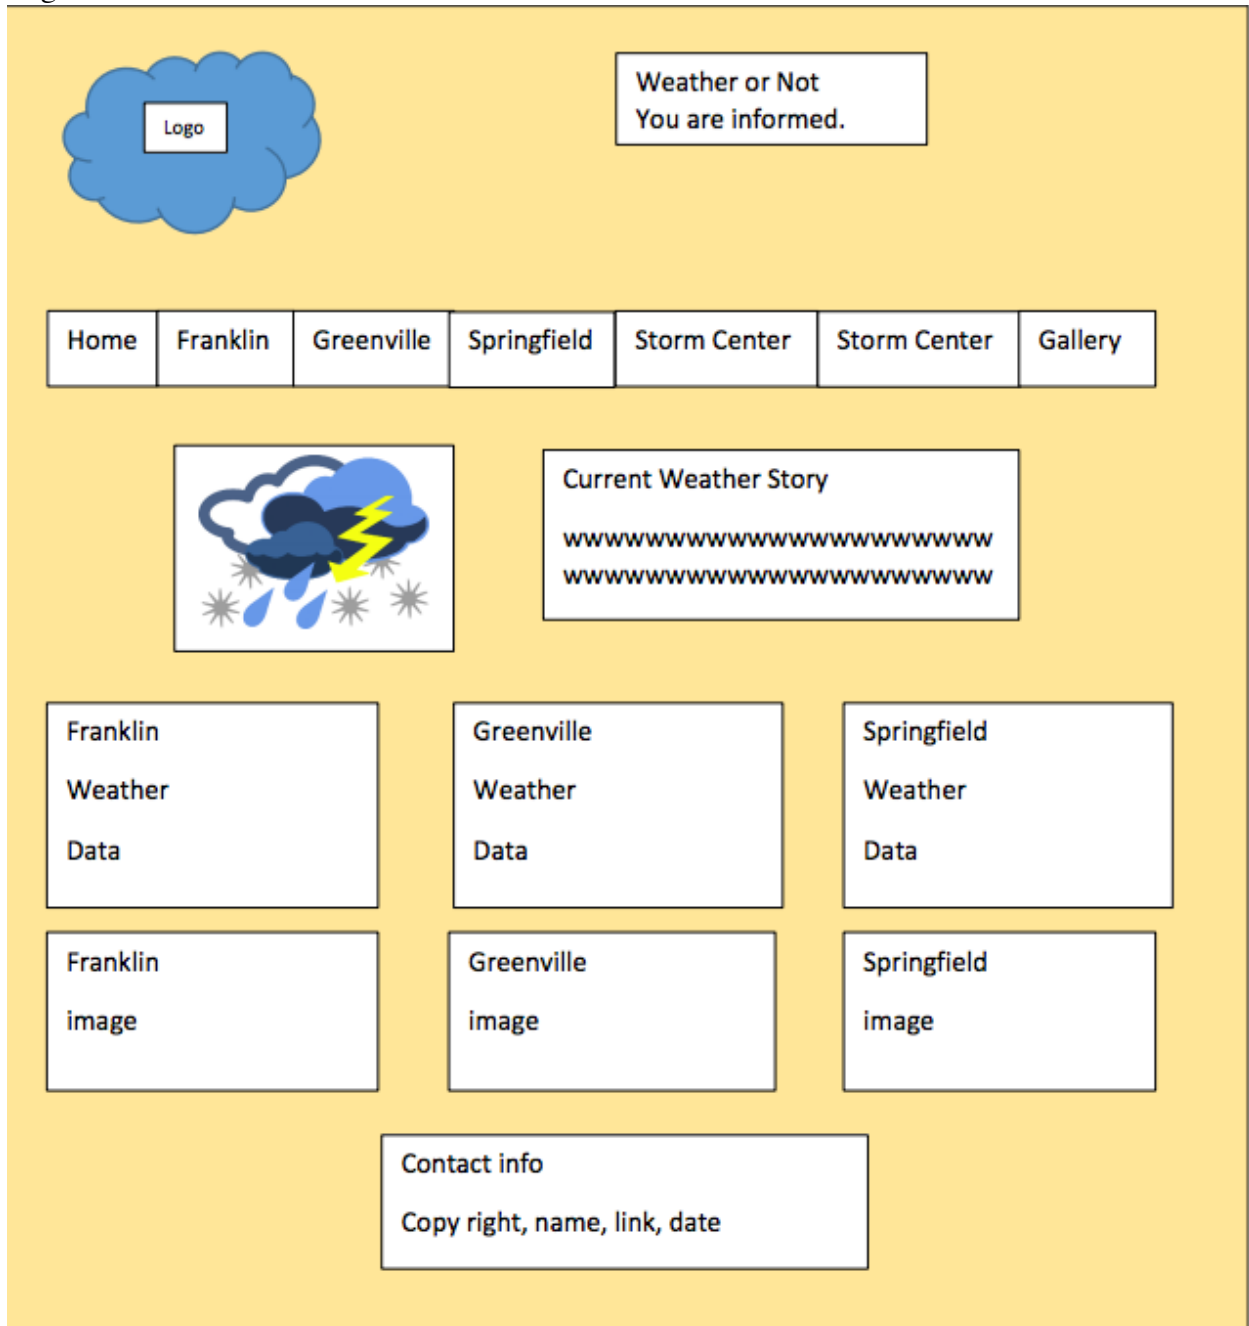 Logo
Weather or Not
You are informed.
Home Franklin Greenville Springfield Storm Center Storm Center Gallery
Current Weather Story
wwwwwwwwwwwwwwwwwwwww
wwwwwwwwwwwwwwwwwwwww
Franklin
Weather
Data
Greenville
Weather
Data
Springfield
Weather
Data
Franklin
image
Greenville
image
Springfield
image
Contact info
Copy right, name, link, date